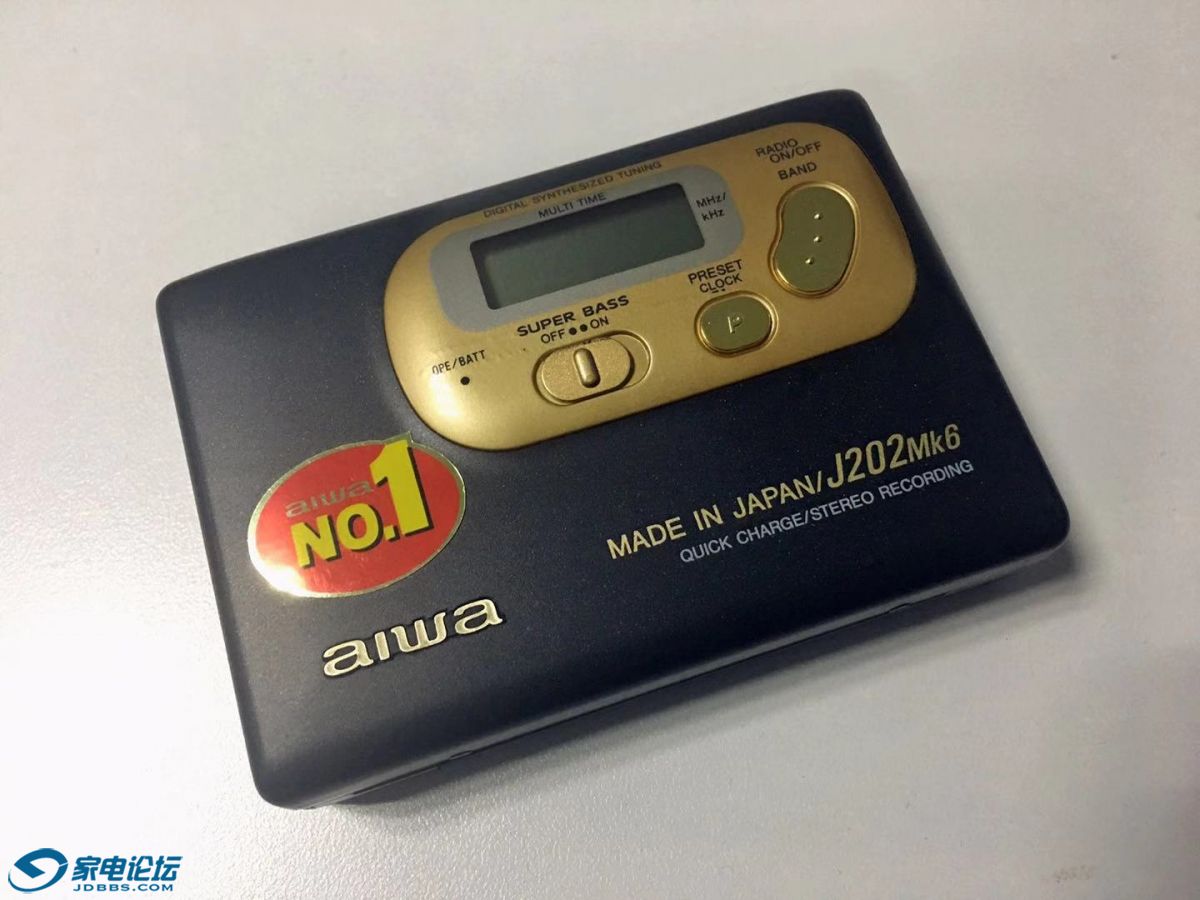 DIGITAL SYNTHESIZED TUNING
MULTI TIME
MHz/
kHz
RADIO
ON/OFF
BAND
PRESET
CLOCK
P
SUPER BASS
OFF●●ON
OPE/BATT
aiwa
NO.1
MADE IN JAPAN/J202Mk6
QUICK CHARGE/STEREO RECORDING
aiwa
家电论坛
JDBBS.COM